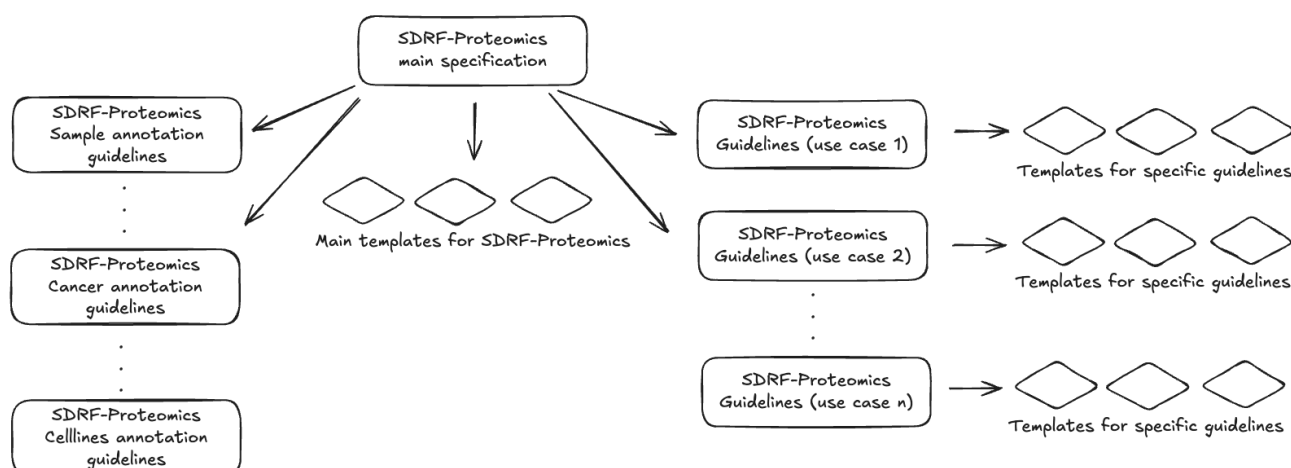 SDRF-Proteomics
main specification
SDRF-Proteomics
Sample annotation
guidelines
SDRF-Proteomics
Cancer annotation
guidelines
SDRF-Proteomics
Celllines annotation
guidelines
Main templates for SDRF-Proteomics
SDRF-Proteomics
Guidelines (use case 1)
Templates for specific guidelines
SDRF-Proteomics
Guidelines (use case 2)
Templates for specific guidelines
SDRF-Proteomics
Guidelines (use case n)
Templates for specific guidelines